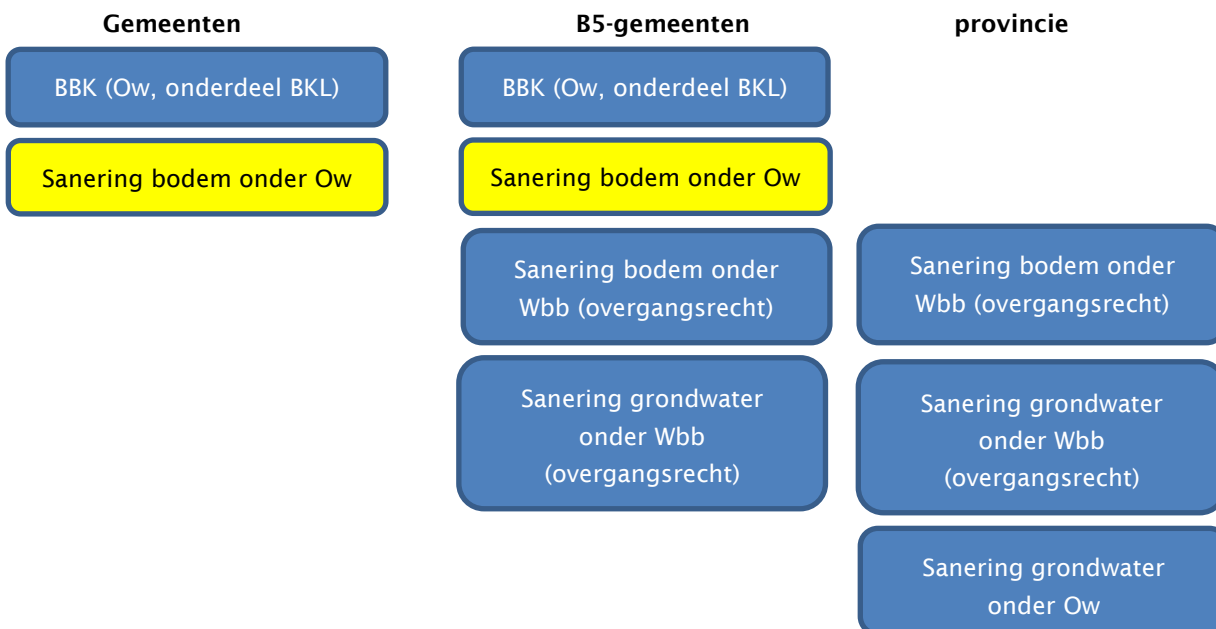 Gemeenten
B5-gemeenten
provincie
BBK (Ow, onderdeel BKL)
BBK (Ow, onderdeel BKL)
Sanering bodem onder Ow
Sanering bodem onder Ow
Sanering bodem onder
Wbb (overgangsrecht)
Sanering bodem onder
Wbb (overgangsrecht)
Sanering grondwater
onder Wbb
(overgangsrecht)
Sanering grondwater
onder Wbb
(overgangsrecht)
Sanering grondwater
onder Ow